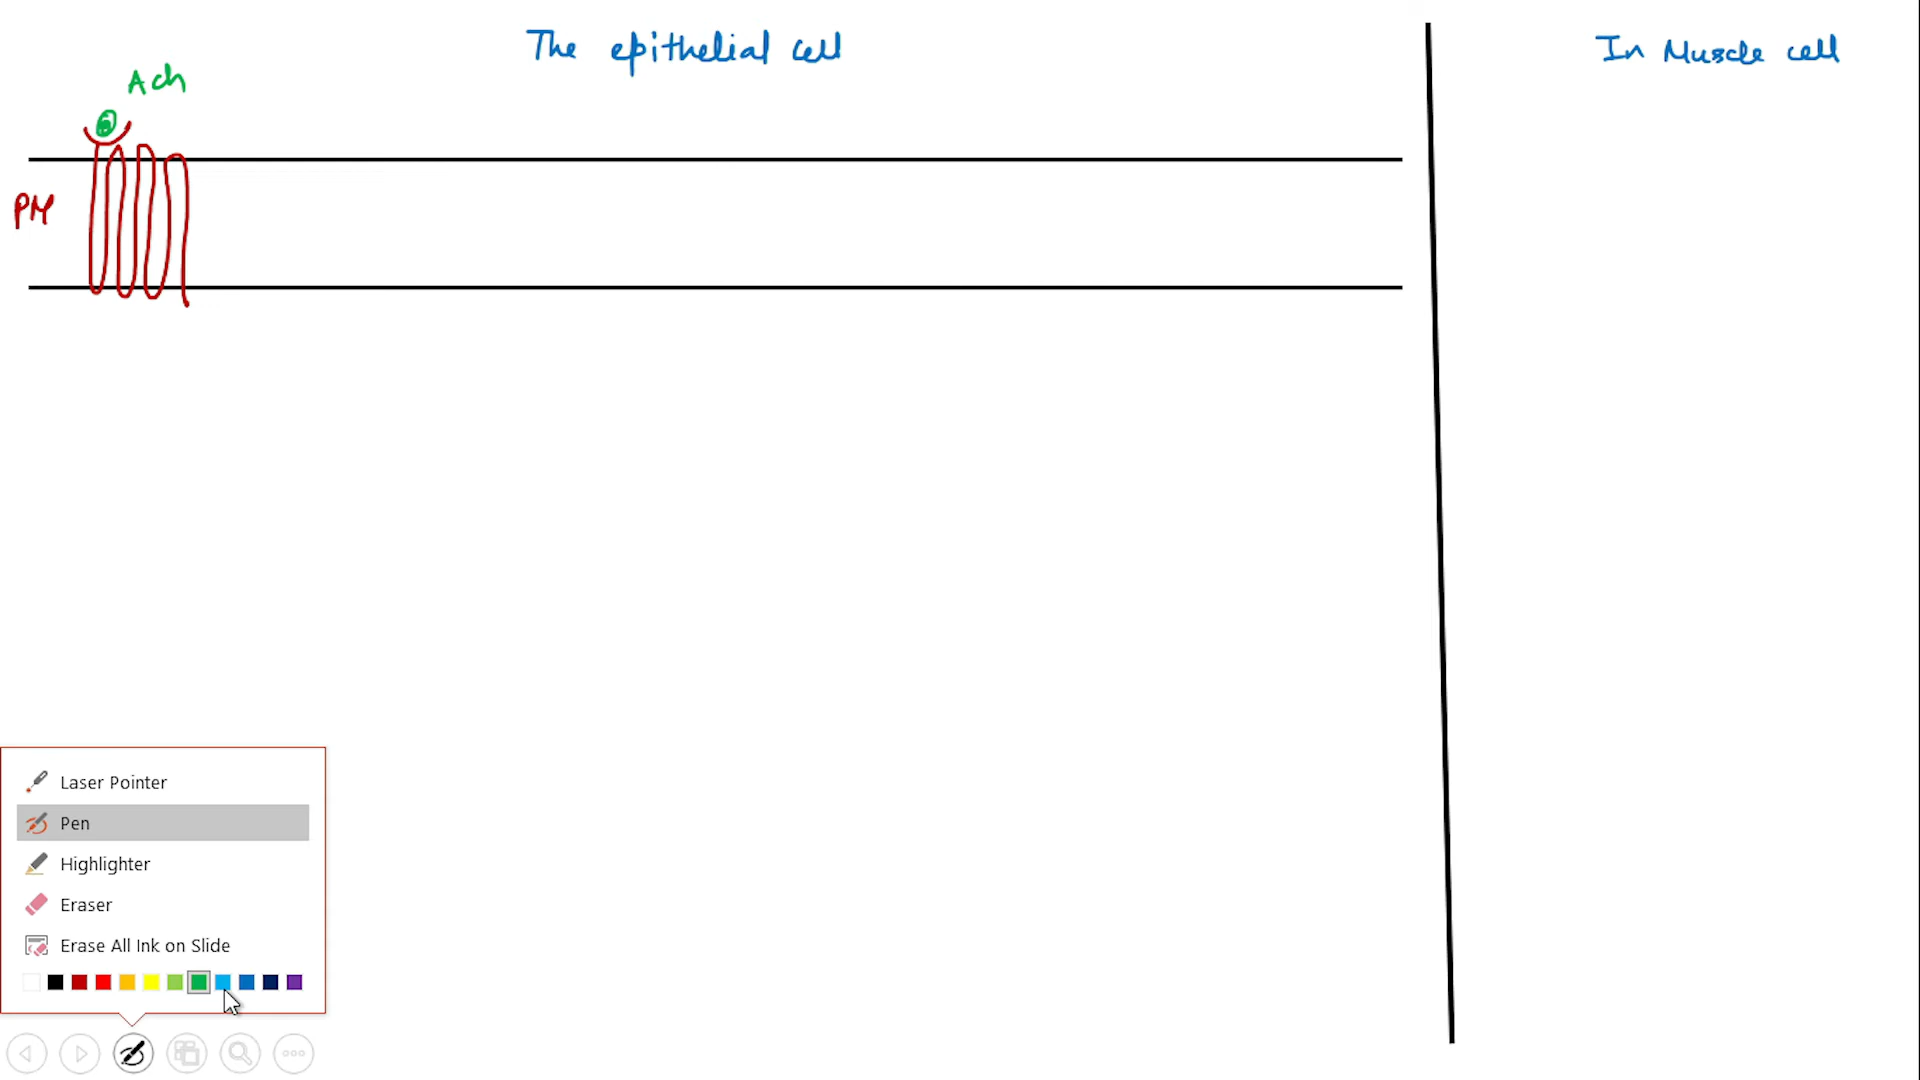 The epithelial cell
In Muscle cell
Ach
PM
Laser Pointer
Pen
Highlighter
Eraser
Erase All Ink on Slide